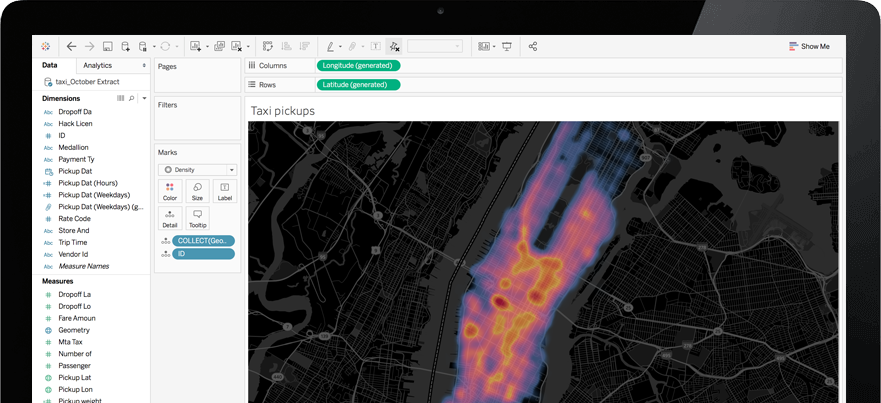 Show Me
Data
Analytics
Pages
Columns
Longitude (generated)
Rows
Latitude (generated)
taxi_October Extract
Dimensions
Abc Dropoff Da
Abc Hack Licen
# ID
Abc Medallion
Abc Payment Ty
Pickup Dat
Pickup Dat (Hours)
Pickup Dat (Weekdays)
Pickup Dat (Weekdays) (g...
# Rate Code
Abc Store And
Abc Trip Time
Abc Vendor Id
Abc Measure Names
Measures
# Dropoff La
# Dropoff Lo
# Fare Amoun
Geometry
# Mta Tax
# Number of
# Passenger
Pickup Lat
Pickup Lon
Pickup weight
Filters
Marks
Density
Color
Size
Label
Detail
Tooltip
COLLECT(Geo..
ID
Taxi pickups